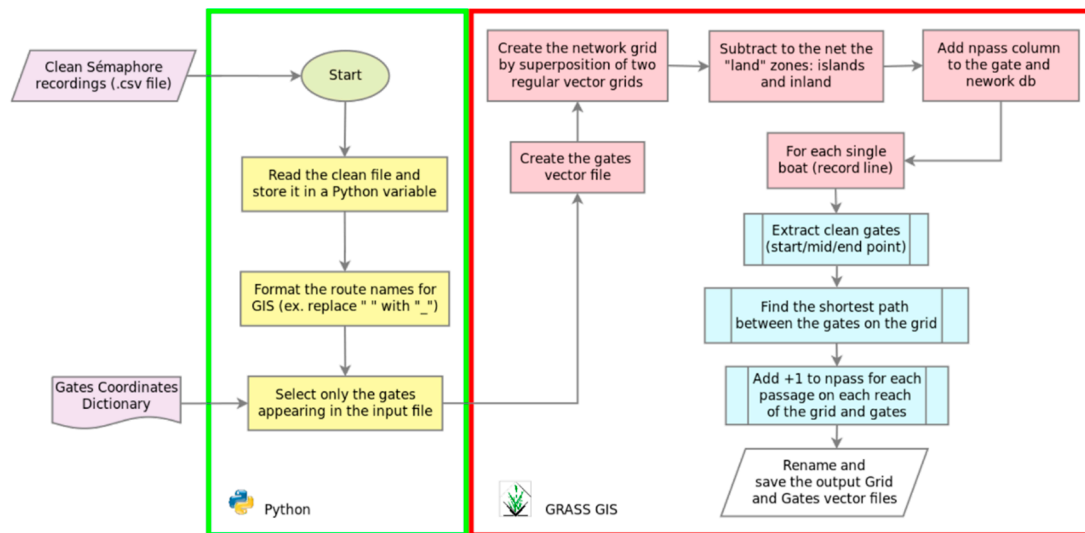 Clean Sémaphore
recordings (.csv file)
Start
Read the clean file and
store it in a Python variable
Format the route names for
GIS (ex. replace " " with "_")
Gates Coordinates
Dictionary
Select only the gates
appearing in the input file
Python
Create the network grid
by superposition of two
regular vector grids
Subtract to the net the
"land" zones: islands
and inland
Add npass column
to the gate and
nework db
Create the gates
vector file
For each single
boat (record line)
Extract clean gates
(start/mid/end point)
Find the shortest path
between the gates on the grid
Add +1 to npass for each
passage on each reach
of the grid and gates
Rename and
save the output Grid
and Gates vector files
GRASS GIS